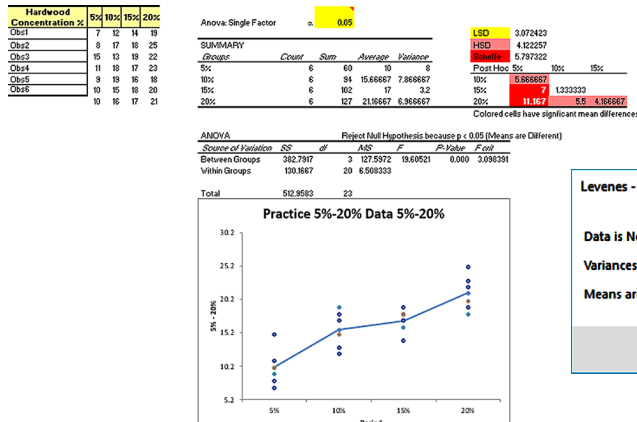 Hardwood
Concentration % 5% 10% 15% 20%
Obs1 7 12 14 19
Obs2 8 17 18 25
Obs3 15 13 19 22
Obs4 11 18 17 23
Obs5 9 19 16 18
Obs6 10 15 18 20
10 16 17 21
Anova: Single Factor α 0.05
SUMMARY
Groups Count Sum Average Variance
5% 6 60 10 8
10% 6 94 15.66667 7.866667
15% 6 102 17 3.2
20% 6 127 21.16667 6.966667
LSD 3.072423
HSD 4.122257
Scheffe 5.797322
Post Hoc 5% 10% 15%
10% 5.666667
15% 7 1.333333
20% 11.167 5.5 4.166667
Colored cells have signficant mean differences
ANOVA Reject Null Hypothesis because p < 0.05 (Means are Different)
Source of Variation SS df MS F P-Value F crit
Between Groups 382.7917 3 127.5972 19.60521 0.000 3.098391
Within Groups 130.1667 20 6.508333
Total 512.9583 23
Practice 5%-20% Data 5%-20%
30.2
25.2
20.2
15.2
10.2
5.2
5% - 20%
5% 10% 15% 20%
Period
Levenes -
Data is N
Variances
Means ar